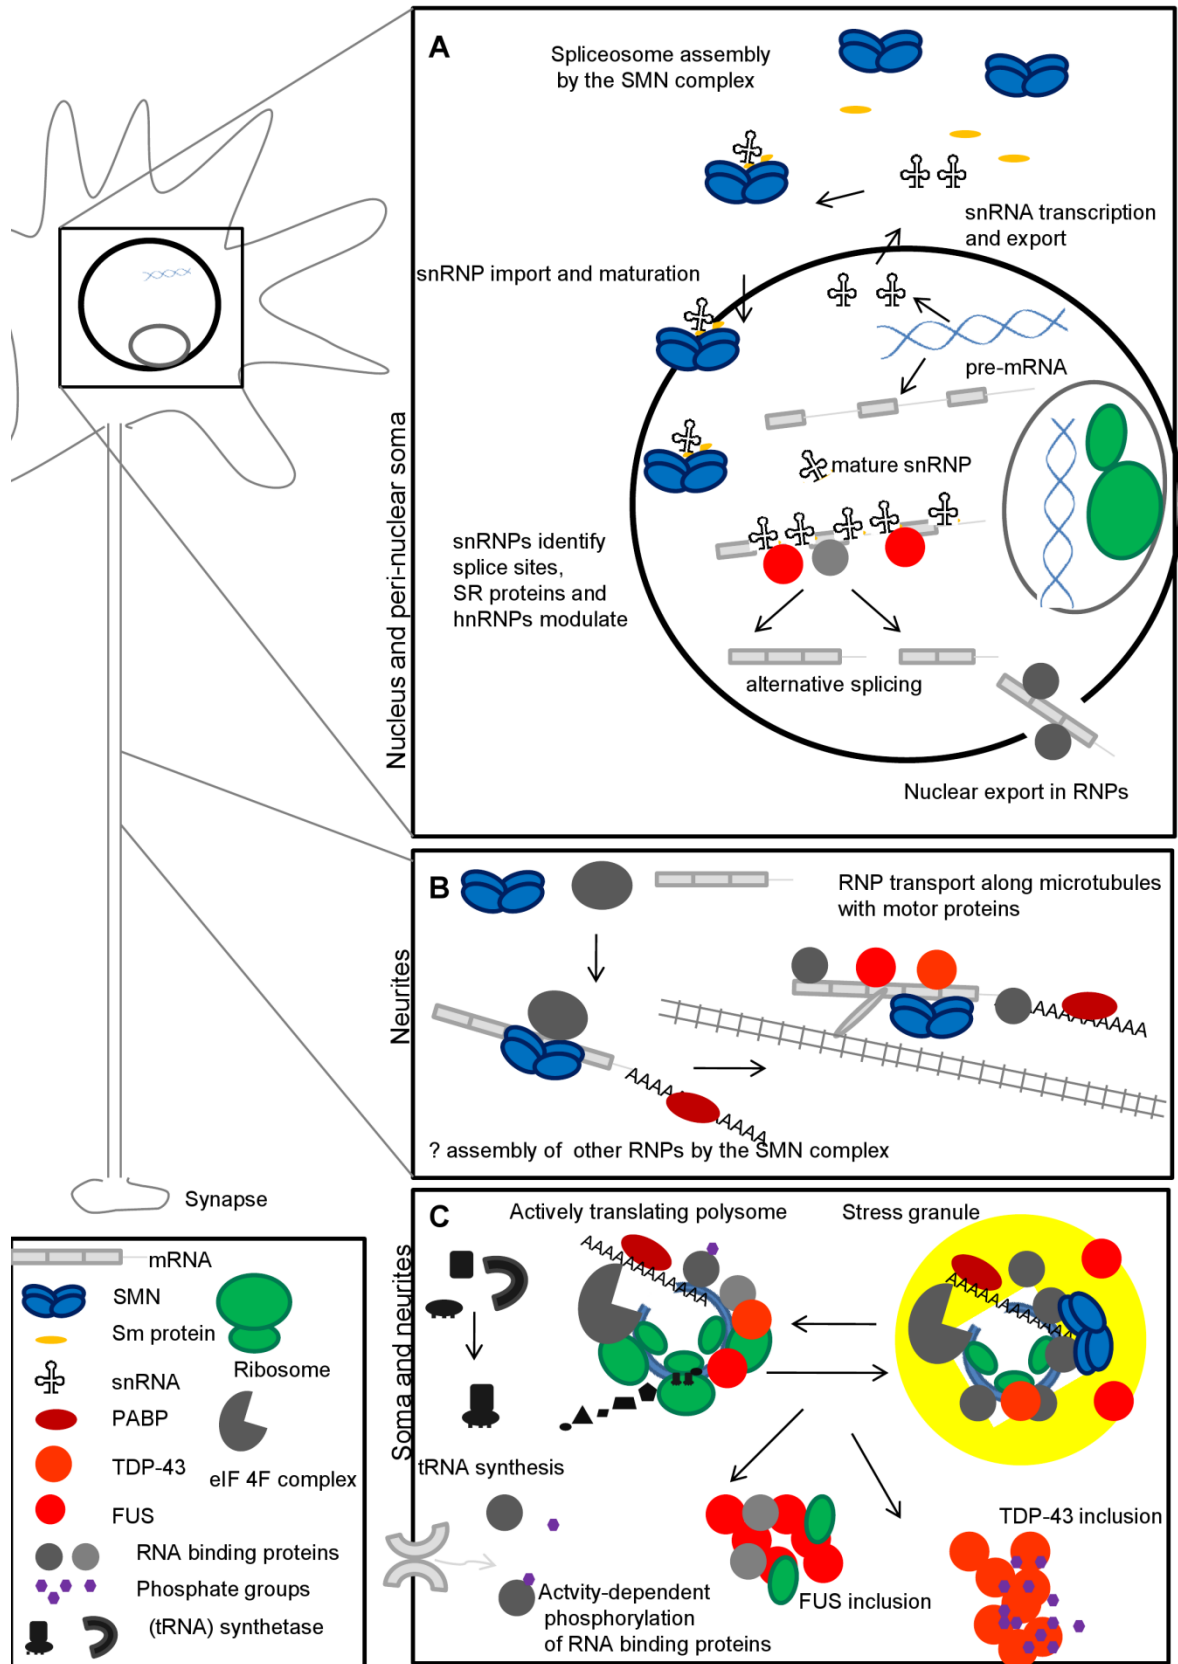 A
Spliceosome assembly
by the SMN complex
snRNA transcription
and export
snRNP import and maturation
pre-mRNA
mature snRNP
snRNPs identify
splice sites,
SR proteins and
hnRNPs modulate
alternative splicing
Nuclear export in RNPs
Nucleus and peri-nuclear soma
B
RNP transport along microtubules
with motor proteins
AAAAAAAAA
AAAA AAAA
? assembly of other RNPs by the SMN complex
Neurites
Synapse
C
Actively translating polysome
Stress granule
AAAAAAAAAAAA
AAAAAAAAAAAA
tRNA synthesis
Actvity-dependent
phosphorylation
of RNA binding proteins
FUS inclusion
TDP-43 inclusion
Soma and neurites
mRNA
SMN
Sm protein
Ribosome
snRNA
PABP
TDP-43
eIF 4F complex
FUS
RNA binding proteins
Phosphate groups
(tRNA) synthetase